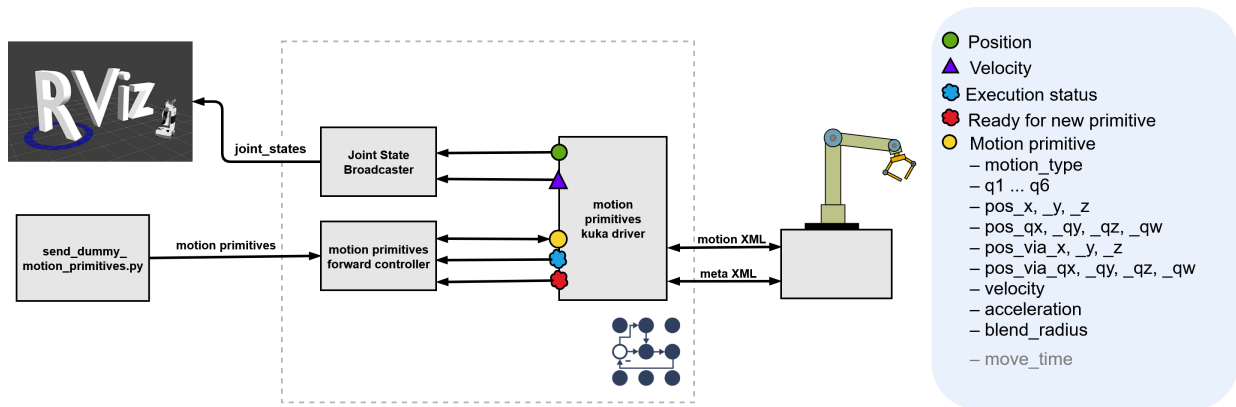 RViz
joint_states
Joint State
Broadcaster
send_dummy_
motion_primitives.py
motion primitives
motion primitives
forward controller
motion
primitives
kuka driver
motion XML
meta XML
Position
Velocity
Execution status
Ready for new primitive
Motion primitive
– motion_type
– q1 ... q6
– pos_x, _y, _z
– pos_qx, _qy, _qz, _qw
– pos_via_x, _y, _z
– pos_via_qx, _qy, _qz, _qw
– velocity
– acceleration
– blend_radius
– move_time